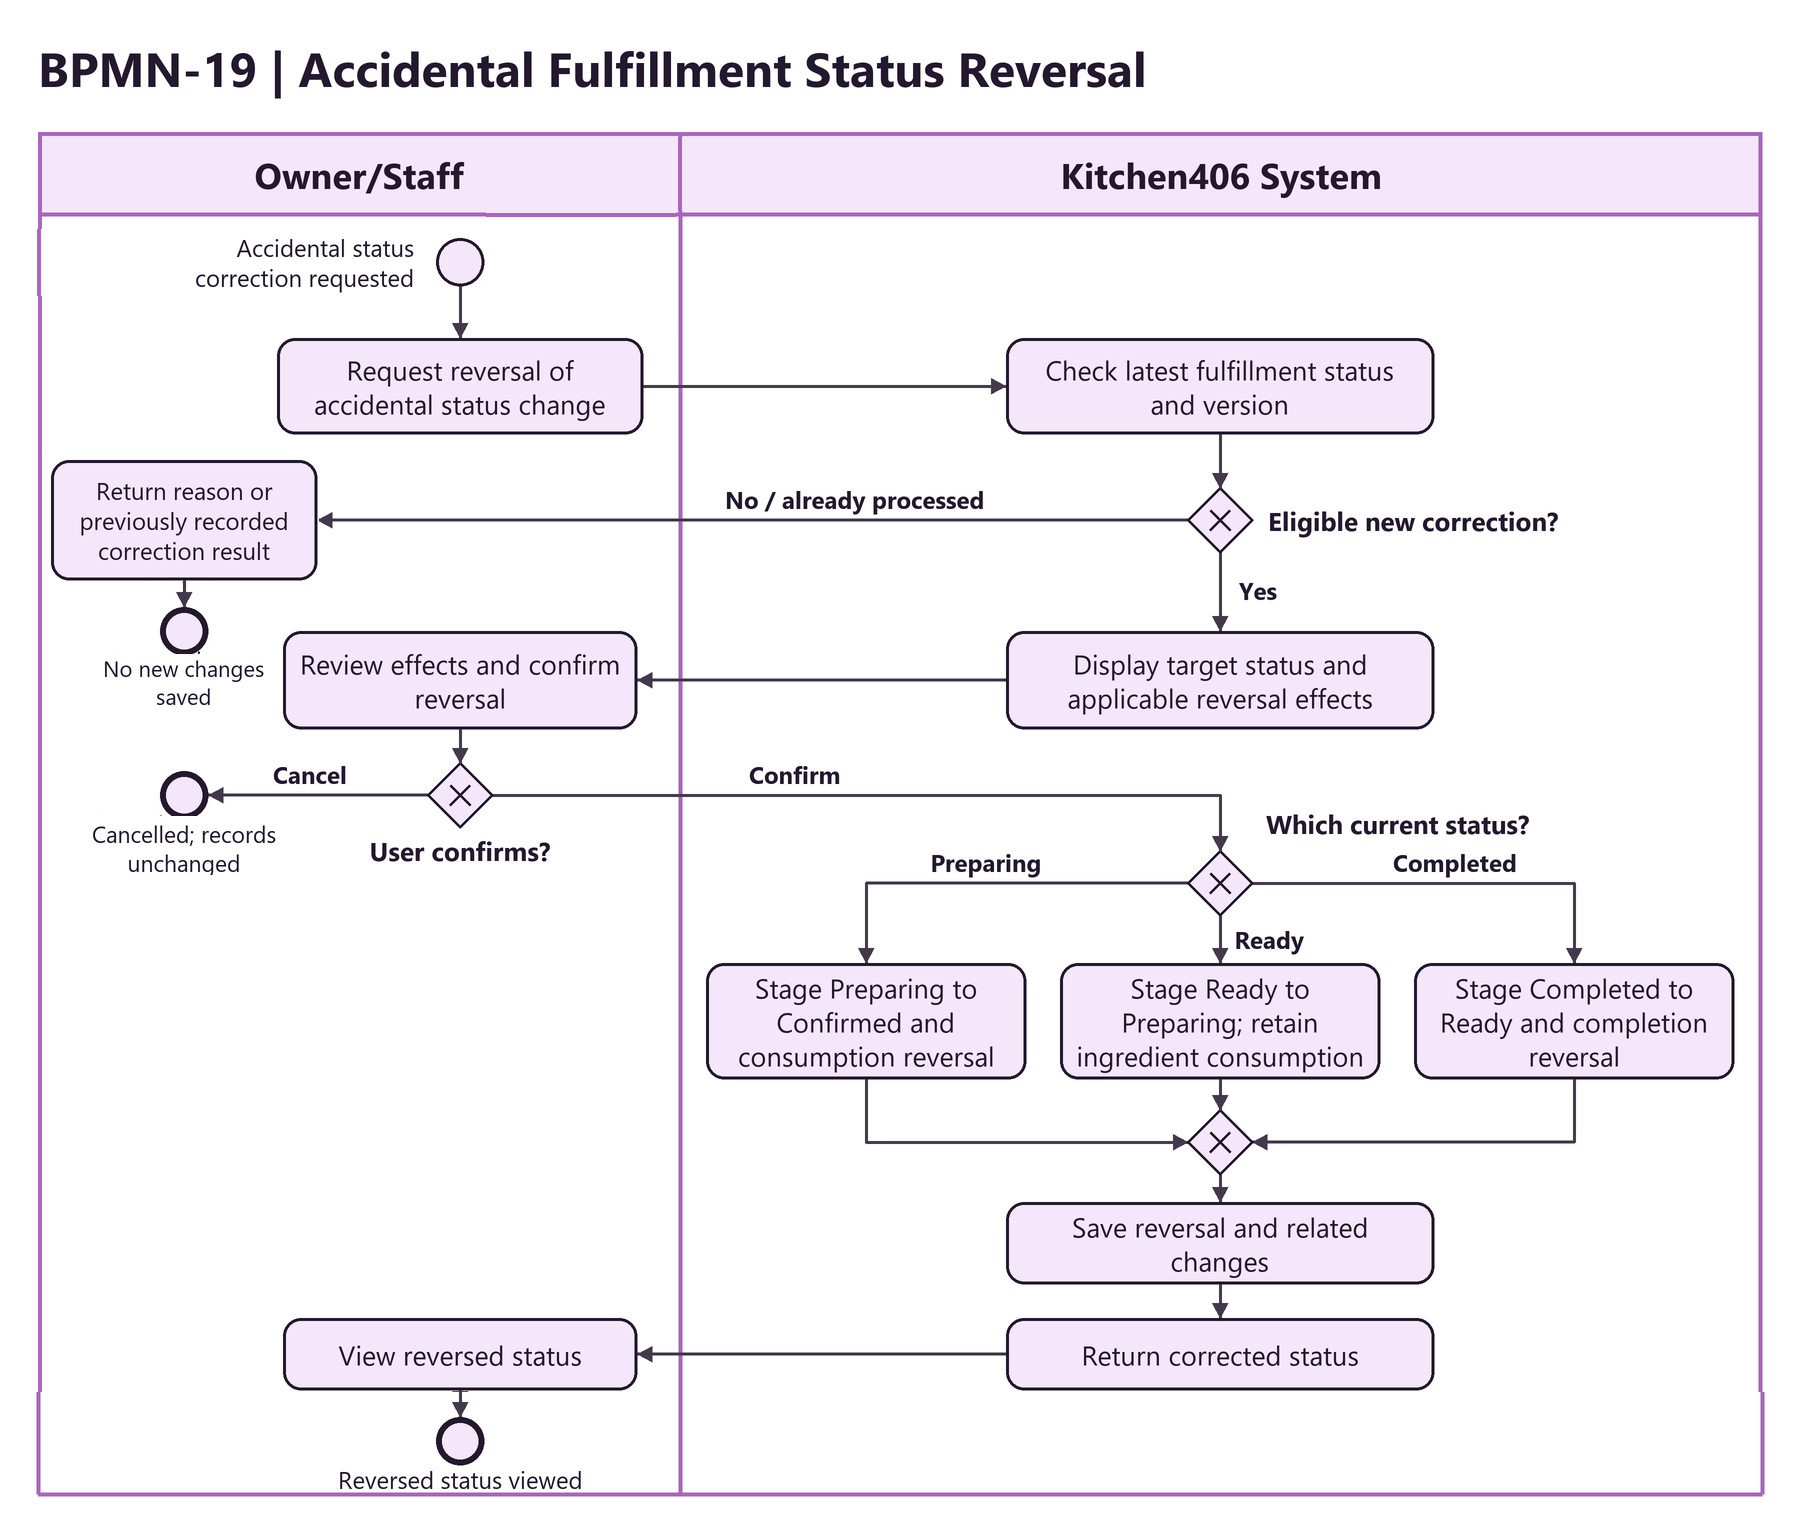 BPMN-19 | Accidental Fulfillment Status Reversal
Owner/Staff
Kitchen406 System
Accidental status
correction requested
Request reversal of
accidental status change
Check latest fulfillment status
and version
Return reason or
previously recorded
correction result
No / already processed
Eligible new correction?
Yes
No new changes
saved
Review effects and confirm
reversal
Display target status and
applicable reversal effects
Cancel
Confirm
Cancelled; records
unchanged
User confirms?
Which current status?
Preparing
Completed
Ready
Stage Preparing to
Confirmed and
consumption reversal
Stage Ready to
Preparing; retain
ingredient consumption
Stage Completed to
Ready and completion
reversal
Save reversal and related
changes
View reversed status
Return corrected status
Reversed status viewed